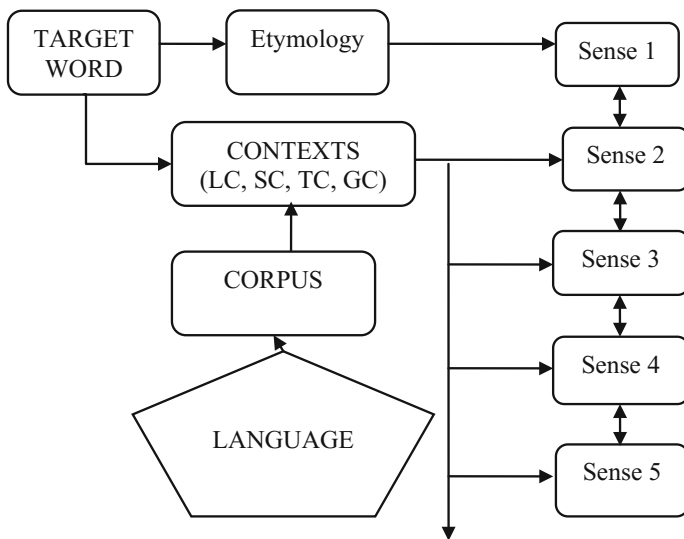 TARGET
WORD
Etymology
Sense 1
CONTEXTS
(LC, SC, TC, GC)
Sense 2
CORPUS
Sense 3
LANGUAGE
Sense 4
Sense 5